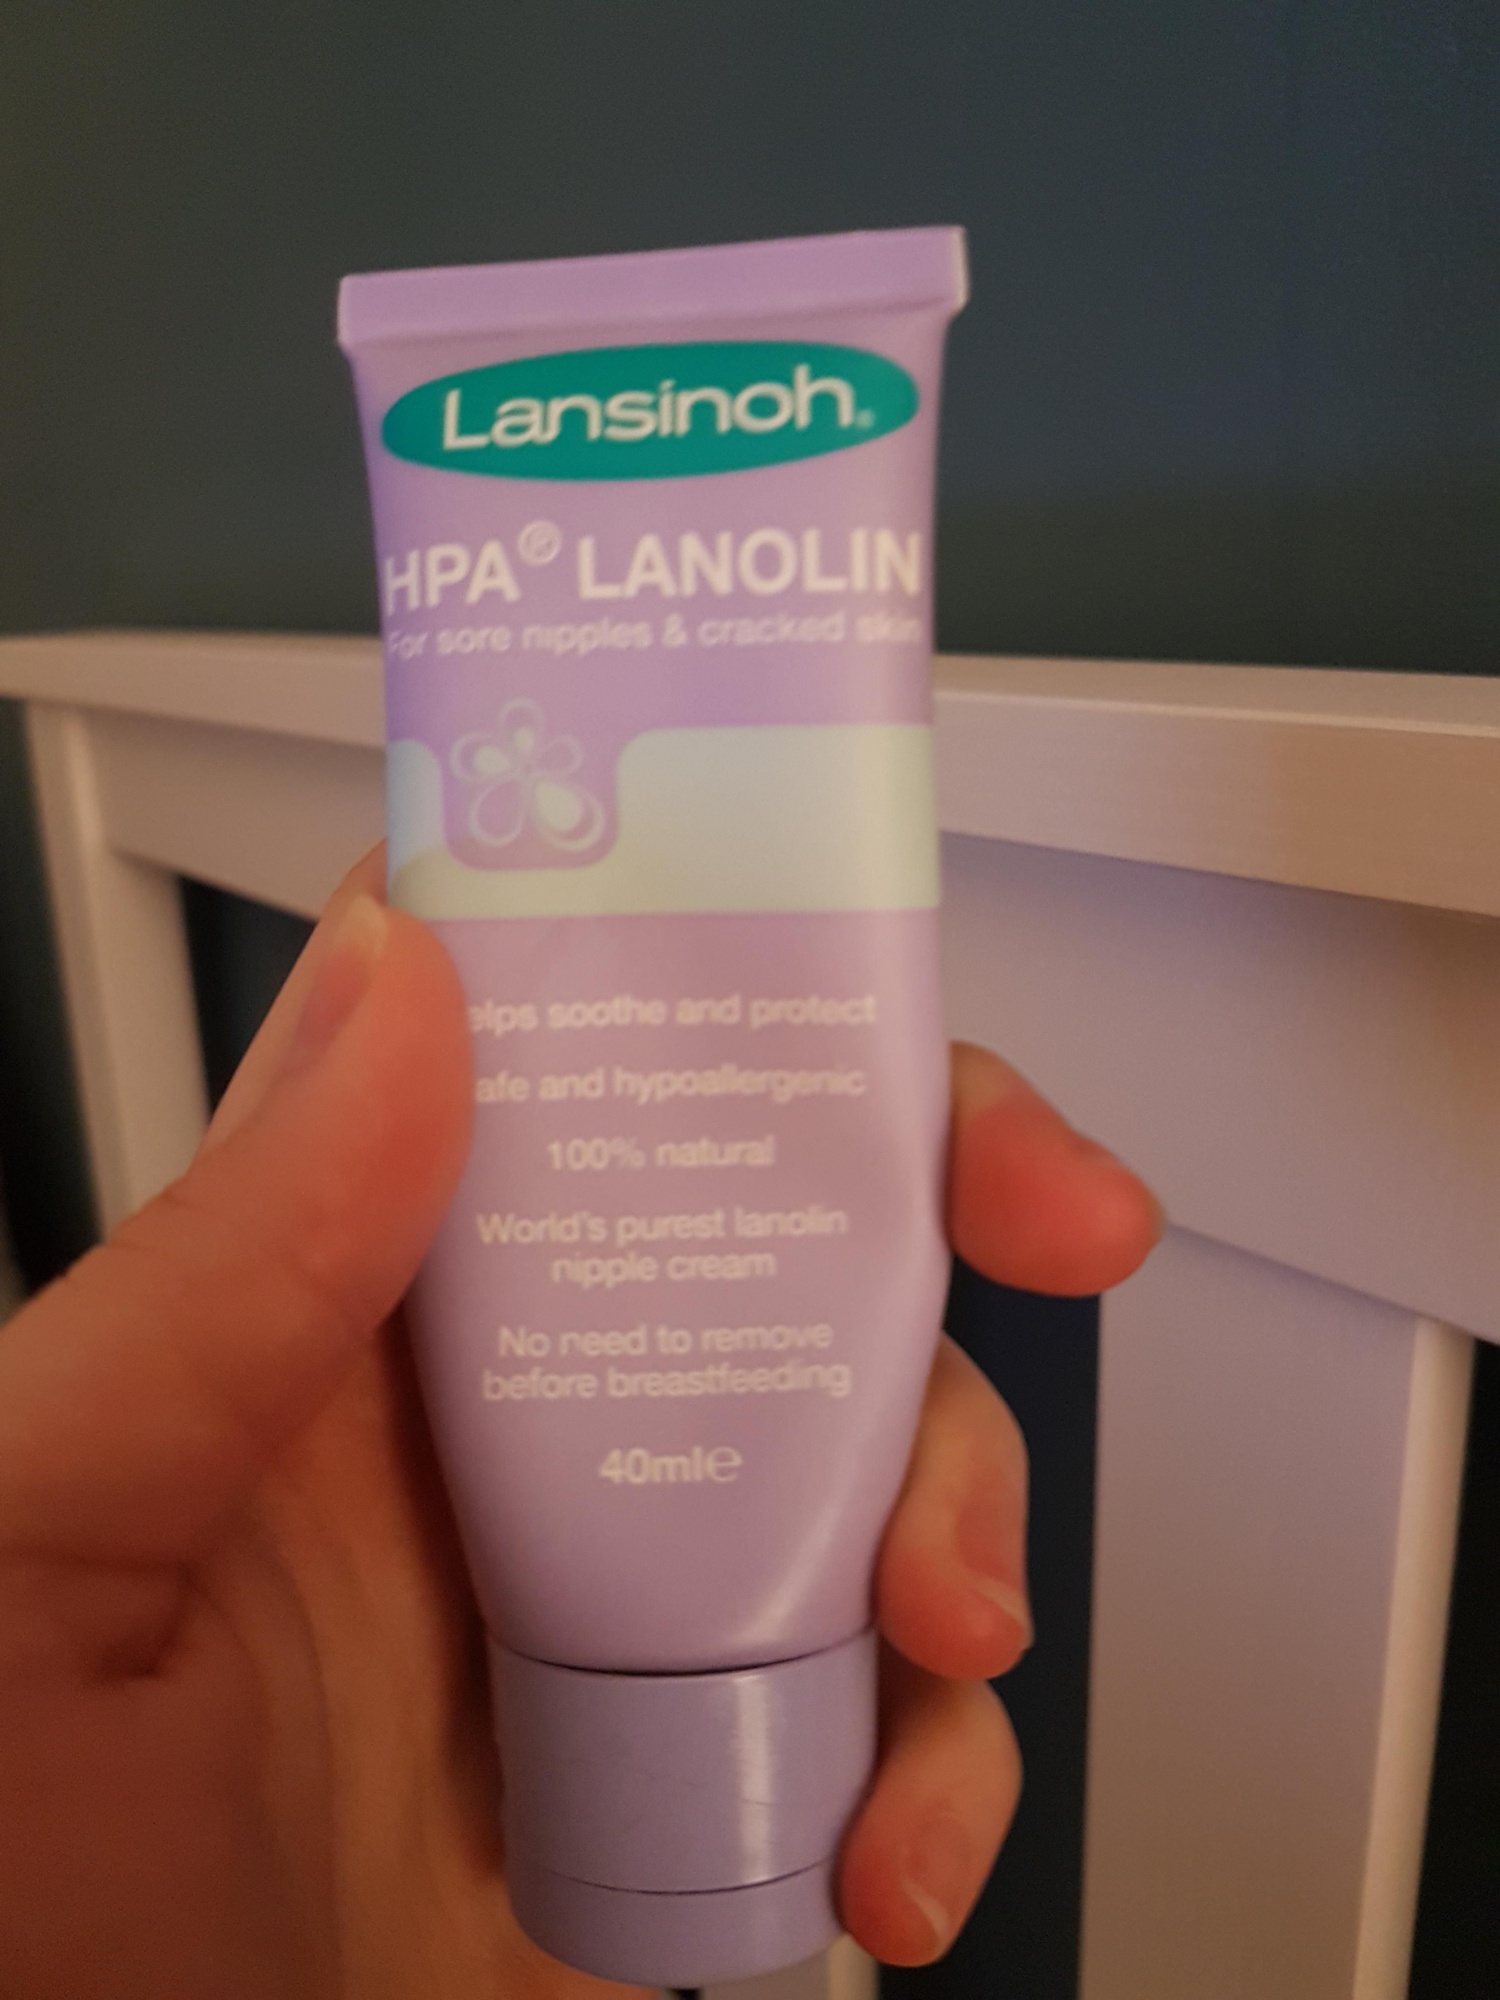 Lansinoh®
HPA® LANOLIN
For sore nipples & cracked skin
elps soothe and protect
afe and hypoallergenic
100% natural
World's purest lanolin
nipple cream
No need to remove
before breastfeeding
40ml℮